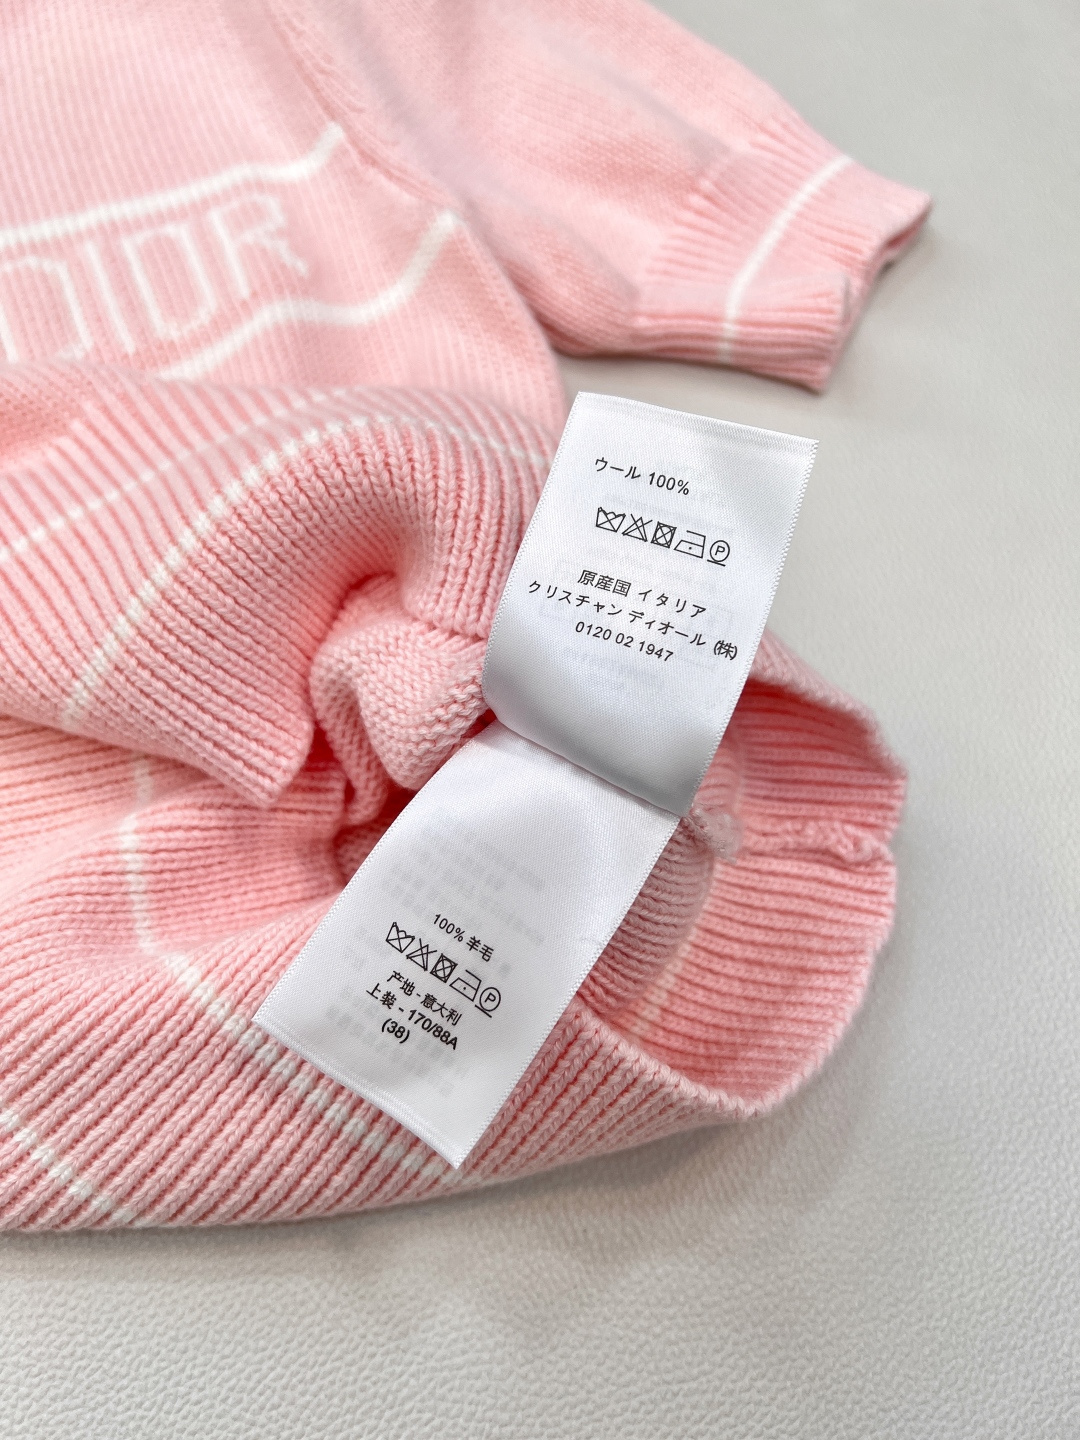 DIOR
ウール 100%
P
原産国 イタリア
クリスチャン ディオール (株)
0120 02 1947
100% 羊毛
P
产地 - 意大利
上装 - 170/88A
(38)